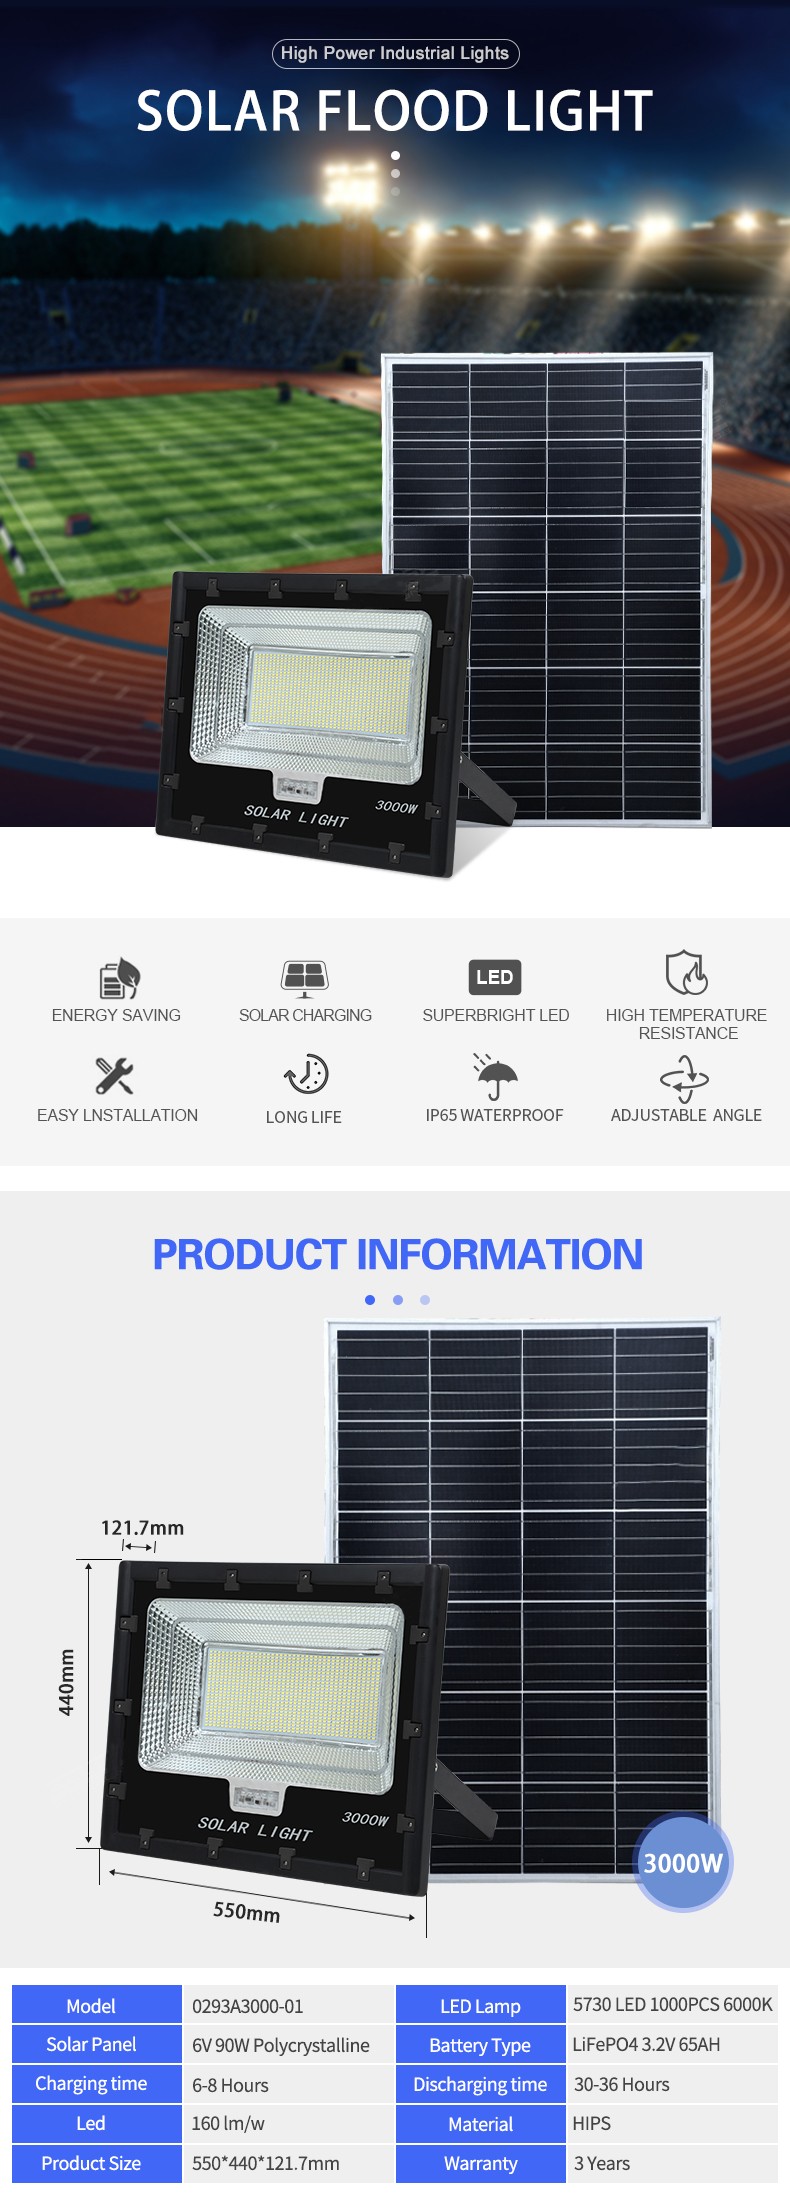 High Power Industrial Lights
SOLAR FLOOD LIGHT
SOLAR LIGHT
3000W
ENERGY SAVING
SOLAR CHARGING
LED
SUPERBRIGHT LED
HIGH TEMPERATURE
RESISTANCE
EASY LNSTALLATION
LONG LIFE
IP65 WATERPROOF
ADJUSTABLE ANGLE
PRODUCT INFORMATION
121.7mm
440mm
SOLAR LIGHT
3000W
550mm
3000W
Model 0293A3000-01 LED Lamp 5730 LED 1000PCS 6000K
Solar Panel 6V 90W Polycrystalline Battery Type LiFePO4 3.2V 65AH
Charging time 6-8 Hours Discharging time 30-36 Hours
Led 160 lm/w Material HIPS
Product Size 550*440*121.7mm Warranty 3 Years